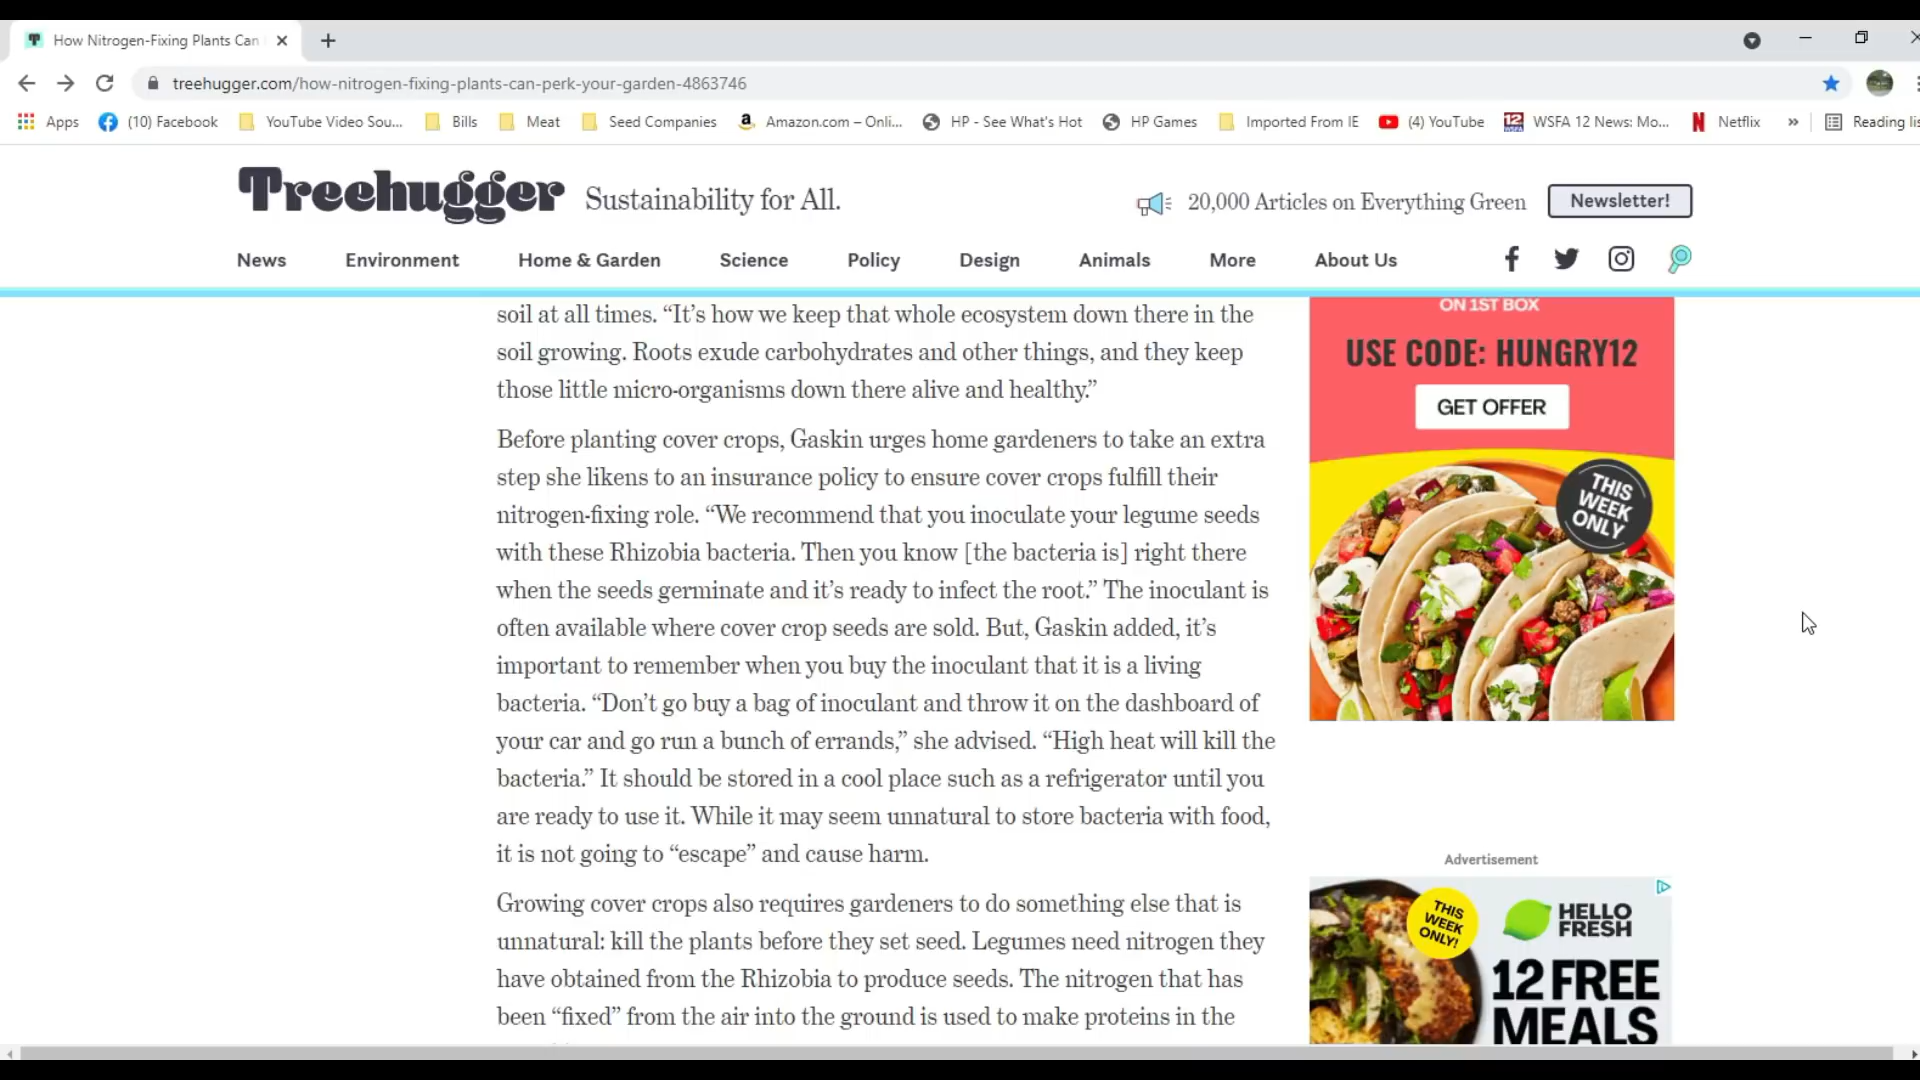 How Nitrogen-Fixing Plants Can
treehugger.com/how-nitrogen-fixing-plants-can-perk-your-garden-4863746
Apps (10) Facebook YouTube Video Sou... Bills Meat Seed Companies Amazon.com – Onli... HP - See What's Hot HP Games Imported From IE (4) YouTube WSFA 12 News: Mo... Netflix » Reading lis
Treehugger Sustainability for All. 20,000 Articles on Everything Green Newsletter!
News Environment Home & Garden Science Policy Design Animals More About Us
soil at all times. “It’s how we keep that whole ecosystem down there in the
soil growing. Roots exude carbohydrates and other things, and they keep
those little micro-organisms down there alive and healthy.”
Before planting cover crops, Gaskin urges home gardeners to take an extra
step she likens to an insurance policy to ensure cover crops fulfill their
nitrogen-fixing role. “We recommend that you inoculate your legume seeds
with these Rhizobia bacteria. Then you know [the bacteria is] right there
when the seeds germinate and it’s ready to infect the root.” The inoculant is
often available where cover crop seeds are sold. But, Gaskin added, it’s
important to remember when you buy the inoculant that it is a living
bacteria. “Don’t go buy a bag of inoculant and throw it on the dashboard of
your car and go run a bunch of errands,” she advised. “High heat will kill the
bacteria.” It should be stored in a cool place such as a refrigerator until you
are ready to use it. While it may seem unnatural to store bacteria with food,
it is not going to “escape” and cause harm.
Growing cover crops also requires gardeners to do something else that is
unnatural: kill the plants before they set seed. Legumes need nitrogen they
have obtained from the Rhizobia to produce seeds. The nitrogen that has
been “fixed” from the air into the ground is used to make proteins in the
ON 1ST BOX
USE CODE: HUNGRY12
GET OFFER
THIS
WEEK
ONLY
Advertisement
THIS
WEEK
ONLY!
HELLO
FRESH
12 FREE
MEALS